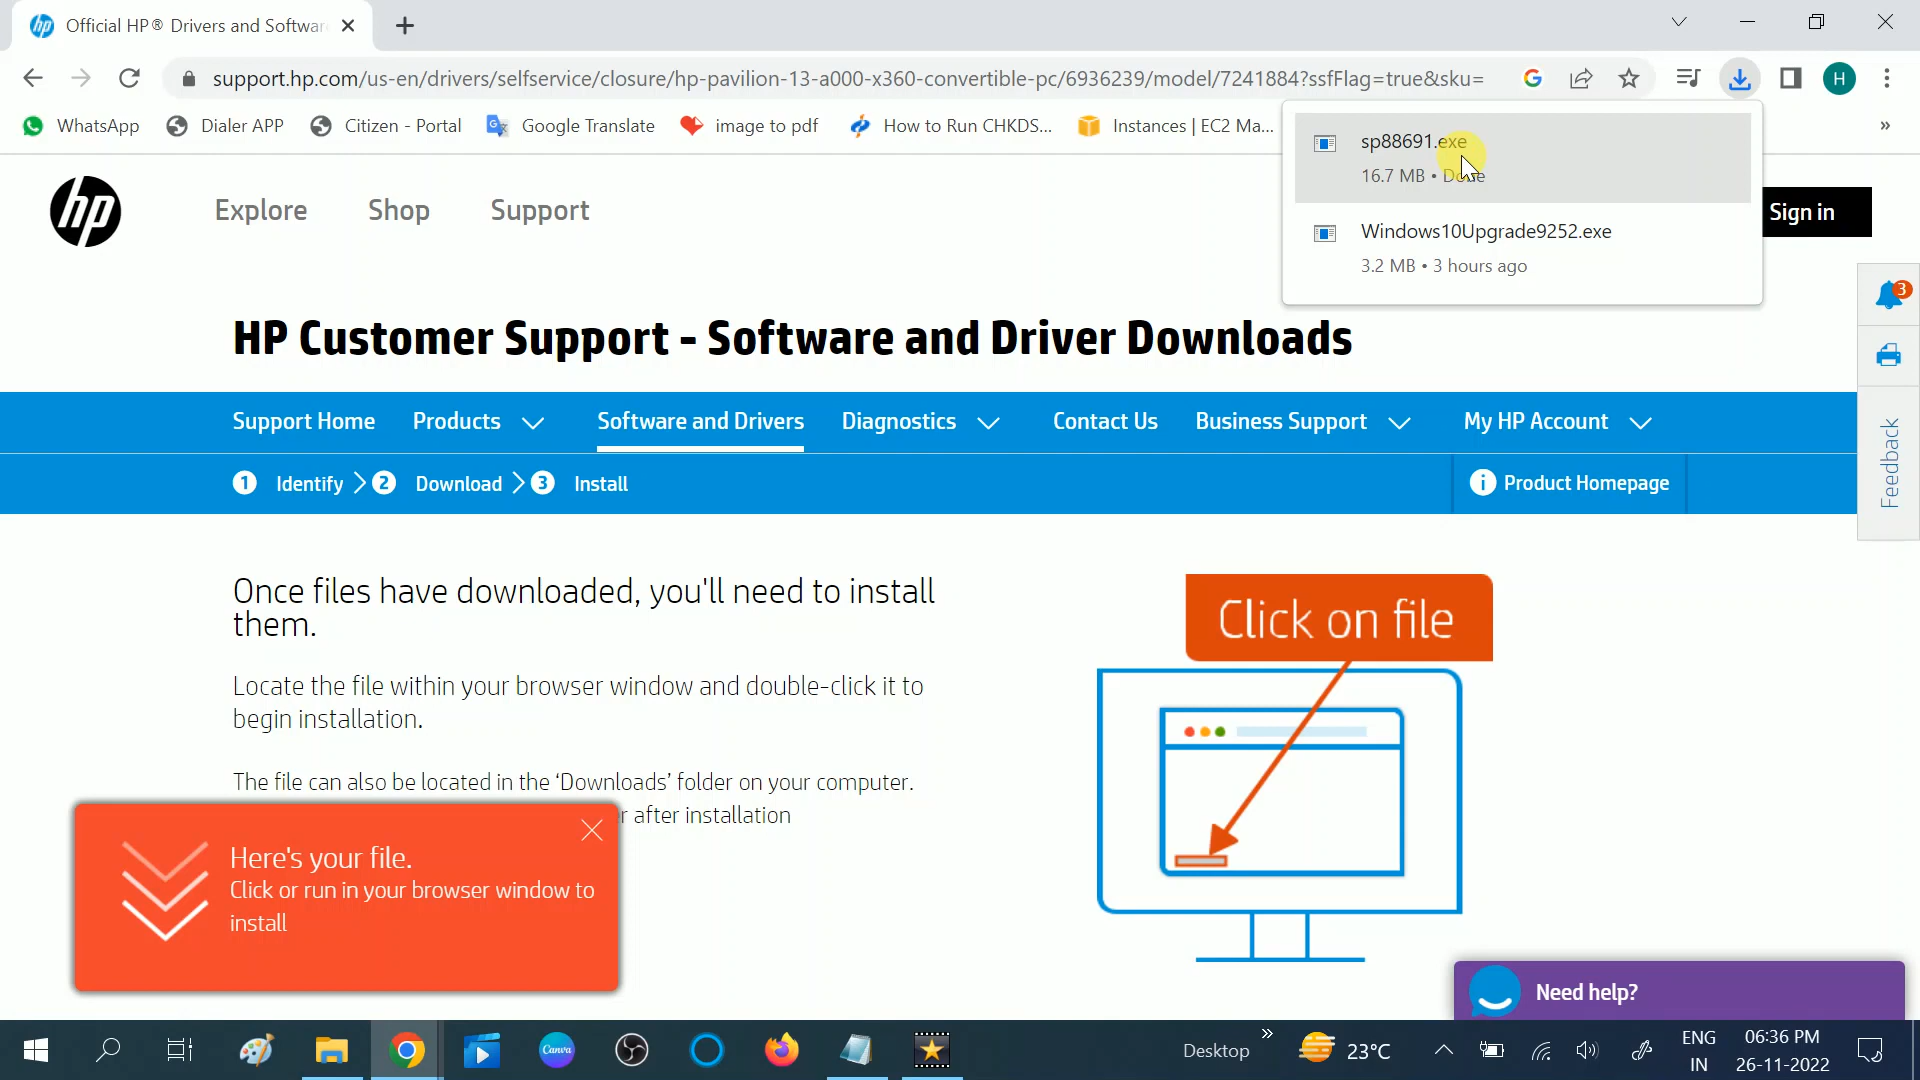 Official HP® Drivers and Softwar
support.hp.com/us-en/drivers/selfservice/closure/hp-pavilion-13-a000-x360-convertible-pc/6936239/model/7241884?ssfFlag=true&sku=
H
WhatsApp
Dialer APP
Citizen - Portal
Google Translate
image to pdf
How to Run CHKDS...
Instances | EC2 Ma...
»
sp88691.exe
16.7 MB • Done
Windows10Upgrade9252.exe
3.2 MB • 3 hours ago
hp
Explore
Shop
Support
Sign in
3
HP Customer Support - Software and Driver Downloads
Feedback
Support Home
Products
Software and Drivers
Diagnostics
Contact Us
Business Support
My HP Account
1 Identify
2 Download
3 Install
Product Homepage
Once files have downloaded, you'll need to install
them.
Locate the file within your browser window and double-click it to
begin installation.
The file can also be located in the ‘Downloads’ folder on your computer.
r after installation
Click on file
Here's your file.
Click or run in your browser window to
install
Need help?
Canva
Desktop
»
23°C
ENG
IN
06:36 PM
26-11-2022